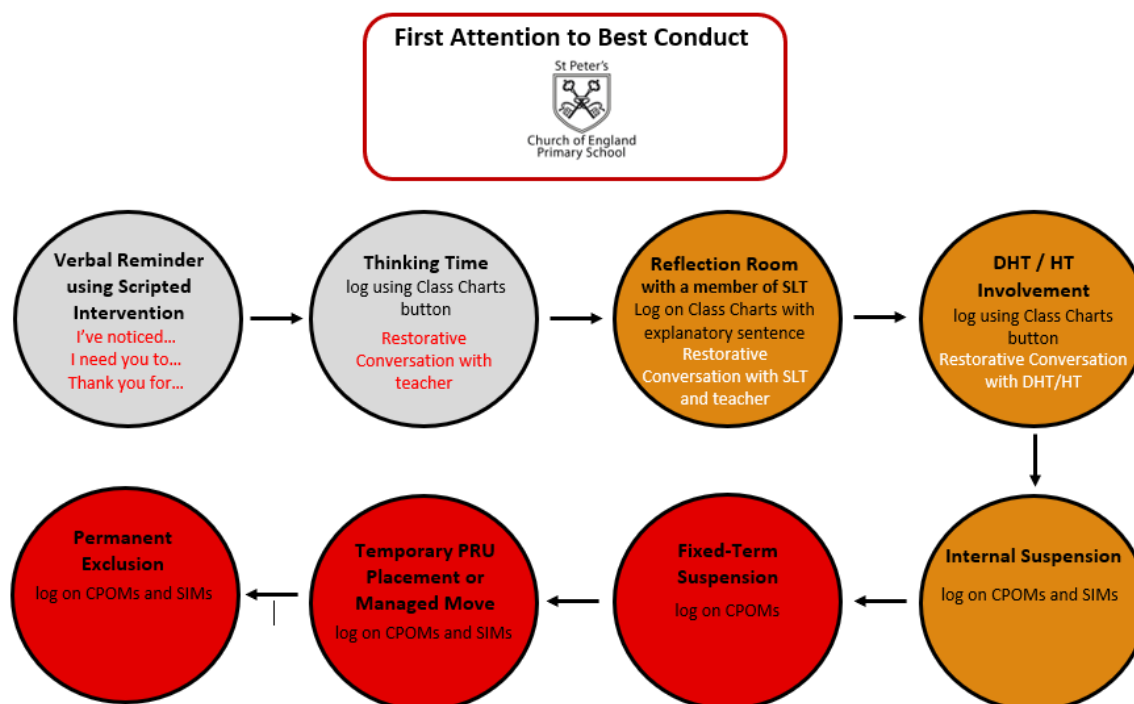 First Attention to Best Conduct
St Peter's
Church of England
Primary School
Verbal Reminder
using Scripted
Intervention
I've noticed...
I need you to...
Thank you for...
Thinking Time
log using Class Charts
button
Restorative
Conversation with
teacher
Reflection Room
with a member of SLT
Log on Class Charts with
explanatory sentence
Restorative
Conversation with SLT
and teacher
DHT / HT
Involvement
log using Class Charts
button
Restorative Conversation
with DHT/HT
Permanent
Exclusion
log on CPOMs and SIMs
Temporary PRU
Placement or
Managed Move
log on CPOMs and SIMs
Fixed-Term
Suspension
log on CPOMs
Internal Suspension
log on CPOMs and SIMs